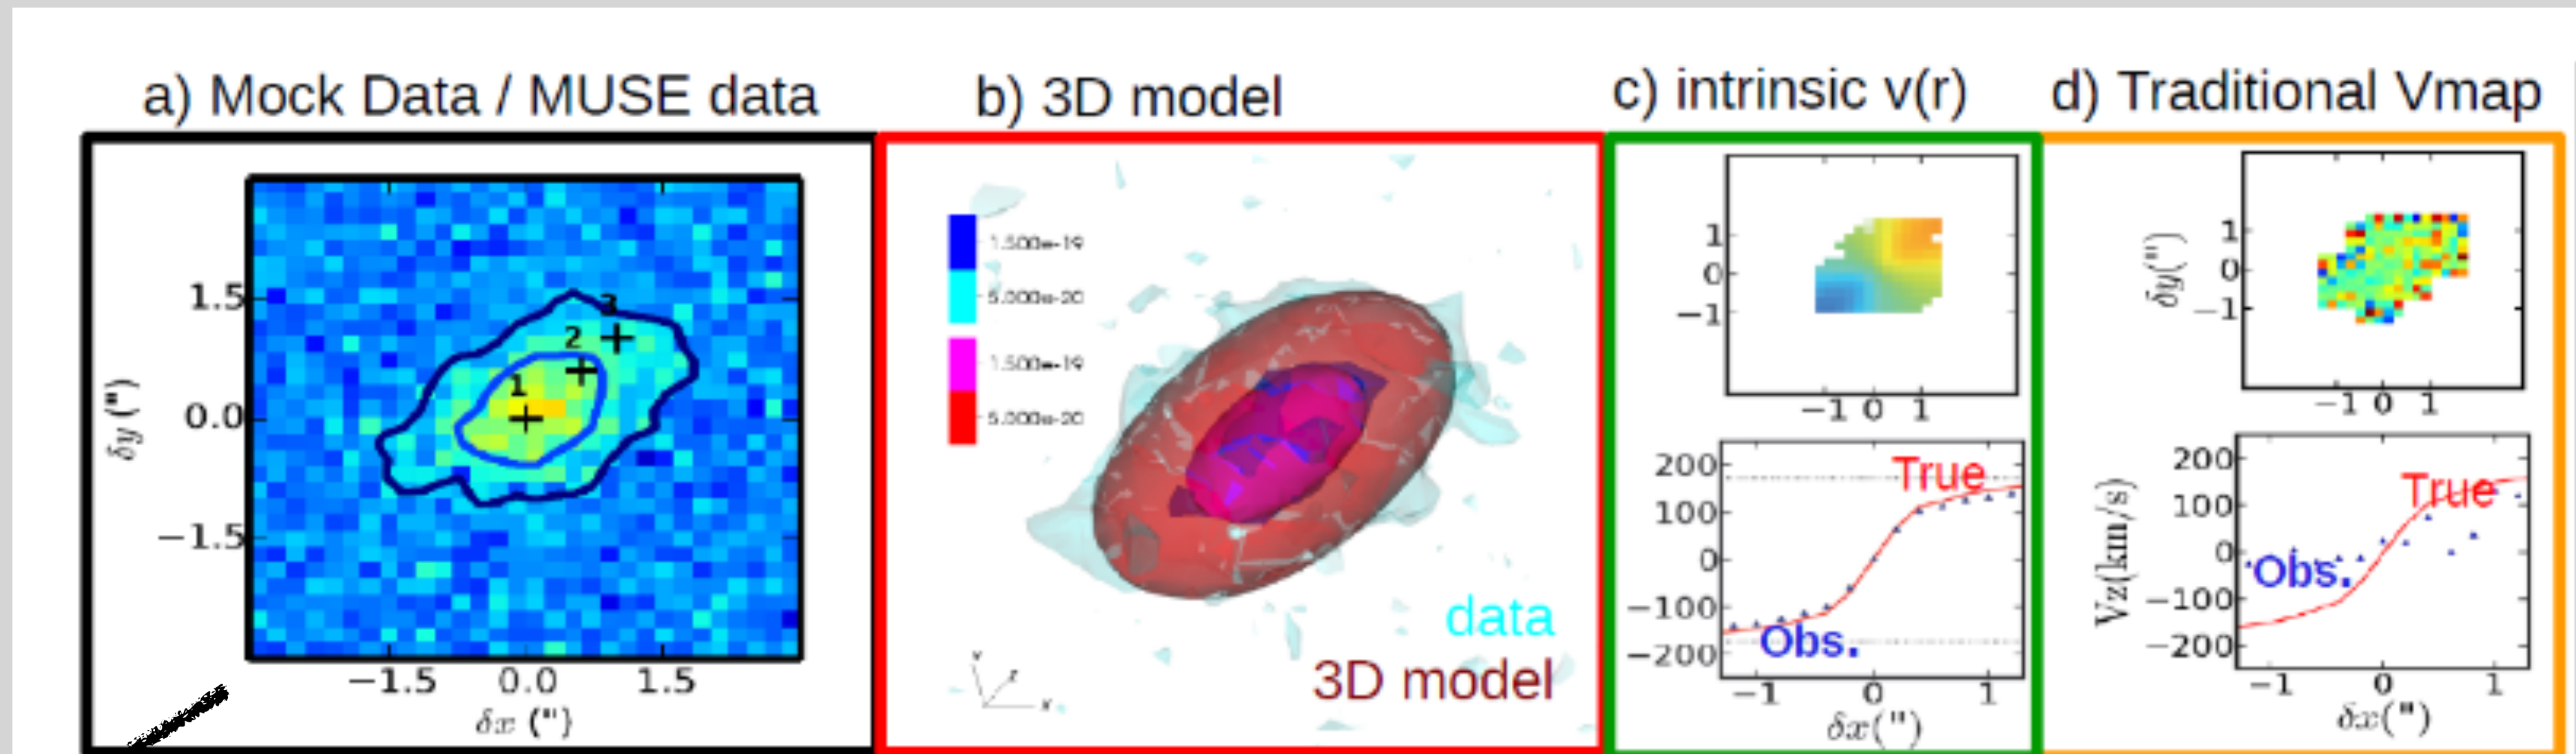 a) Mock Data / MUSE data
b) 3D model
c) intrinsic v(r)
d) Traditional Vmap
δy (")
1.5
0.0
−1.5
1
2
3
−1.5 0.0 1.5
δx (")
1.500e-19
5.000e-20
1.500e-19
5.000e-20
data
3D model
Y
Z
X
1
0
−1
−1 0 1
200
100
0
−100
−200
True
Obs.
−1 0 1
δx(")
δy(")
1
0
−1
−1 0 1
Vz(km/s)
200
100
0
−100
−200
True
Obs.
−1 0 1
δx(")